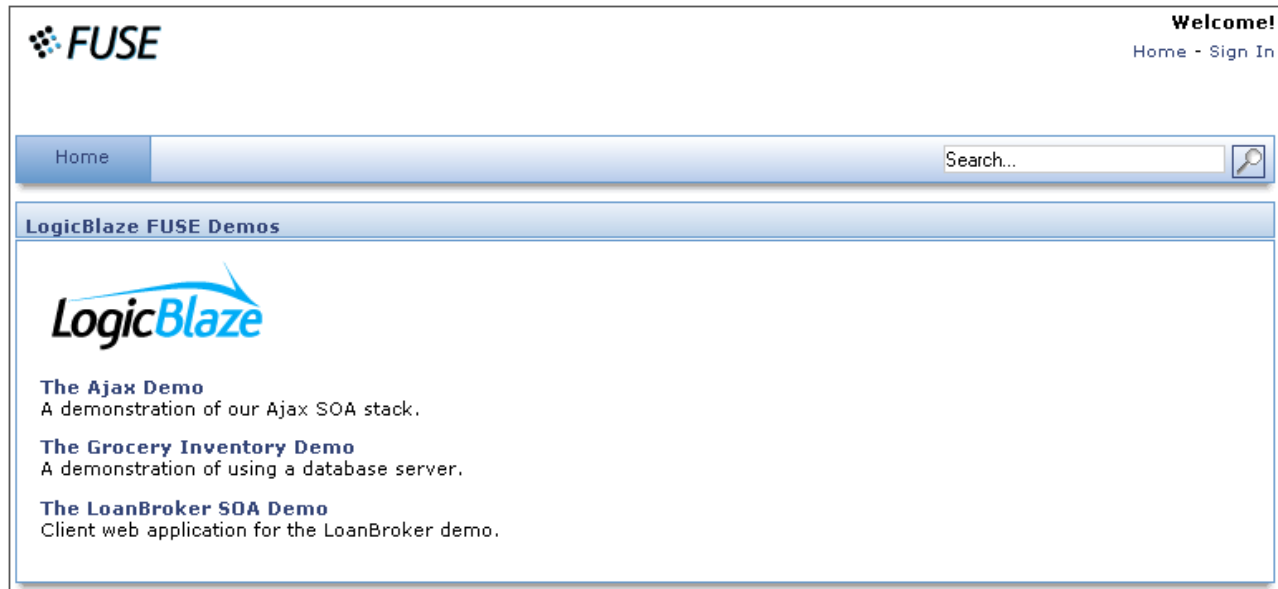 FUSE
Welcome!
Home - Sign In
Home
Search...
LogicBlaze FUSE Demos
LogicBlaze
The Ajax Demo
A demonstration of our Ajax SOA stack.
The Grocery Inventory Demo
A demonstration of using a database server.
The LoanBroker SOA Demo
Client web application for the LoanBroker demo.